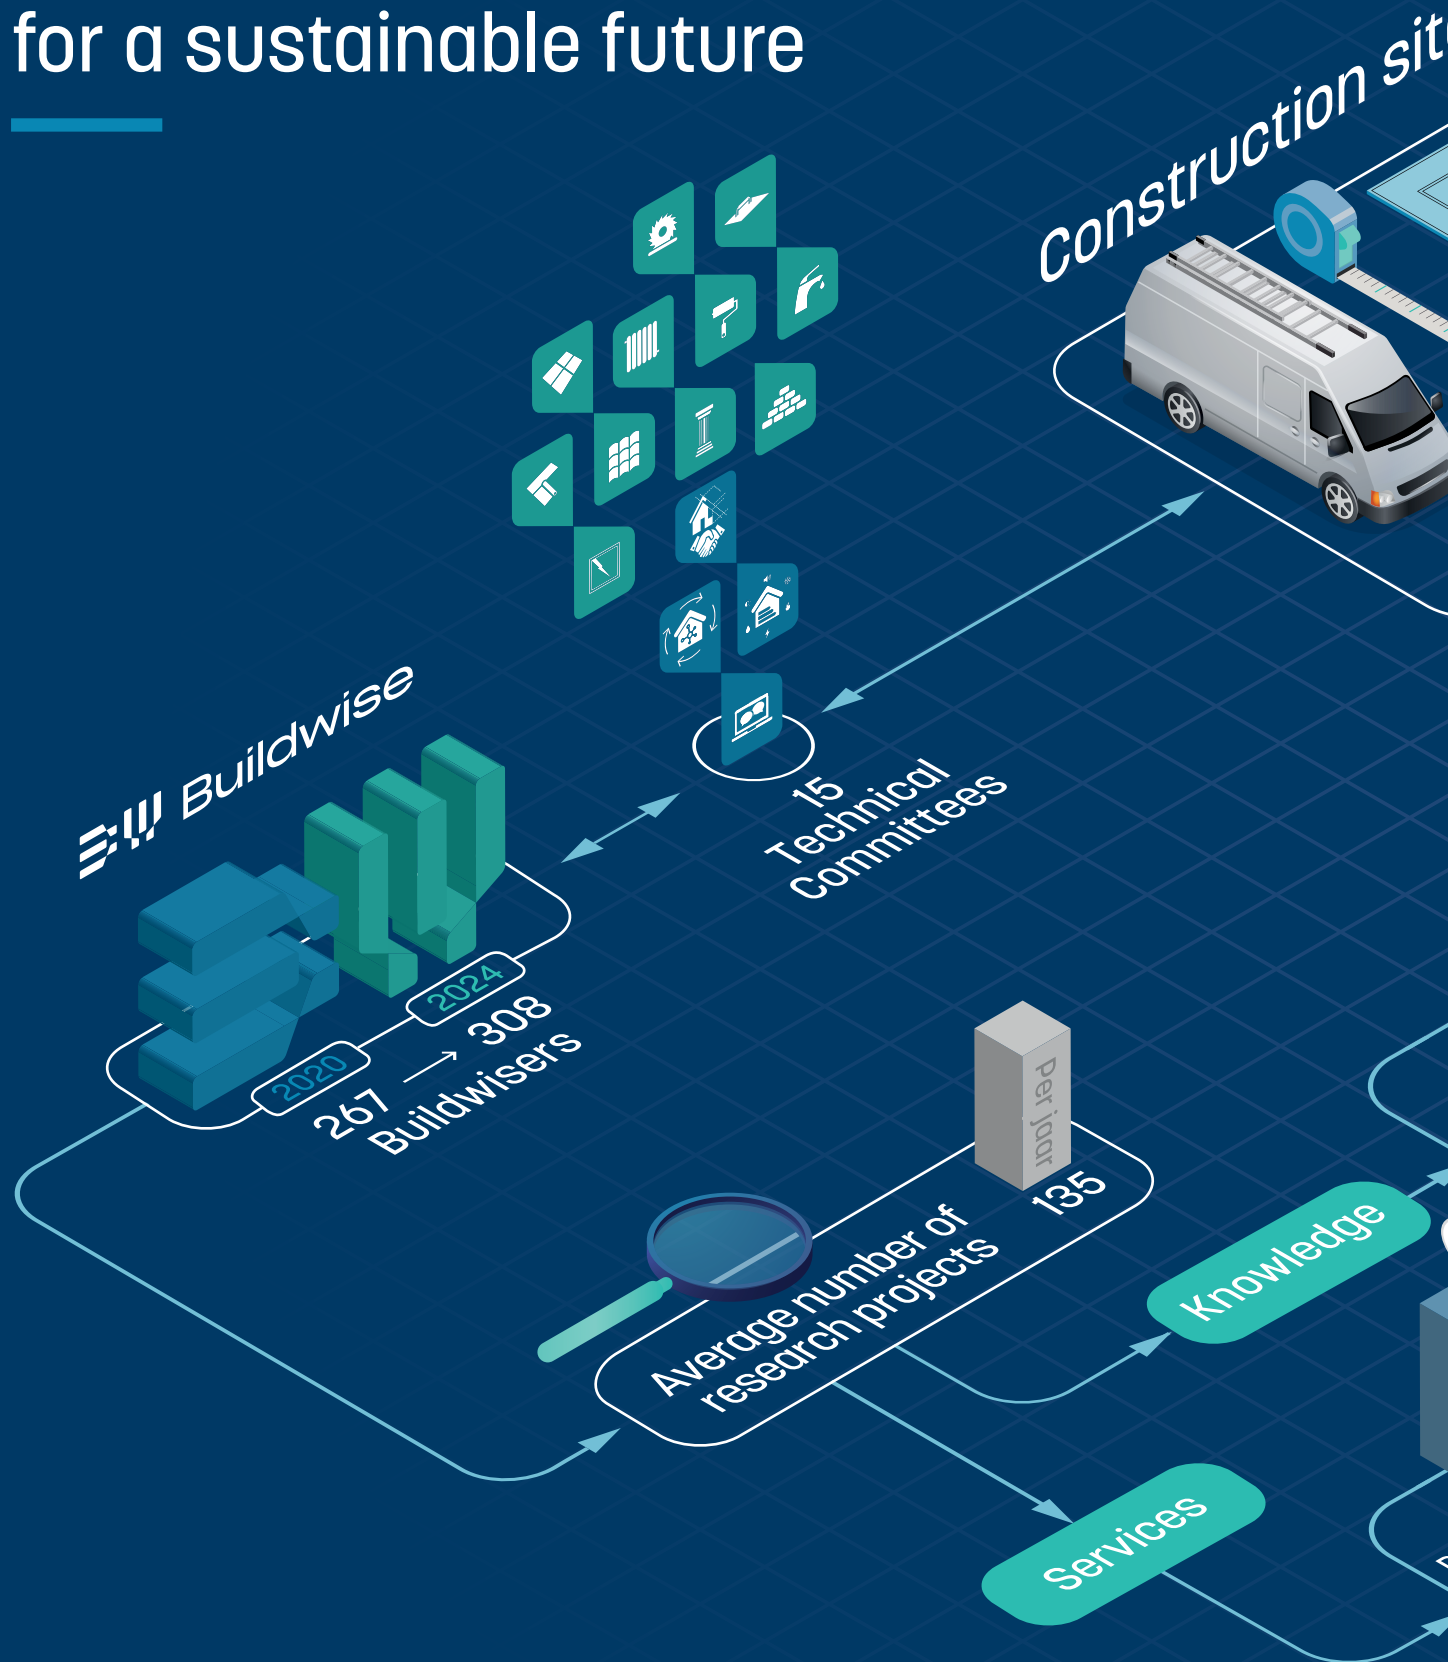 for a sustainable future
Construction
Buildwise
15
Technical
Committees
2020
2024
267 → 308
Buildwisers
Per jaar
135
Average number of
research projects
Knowledge
Services